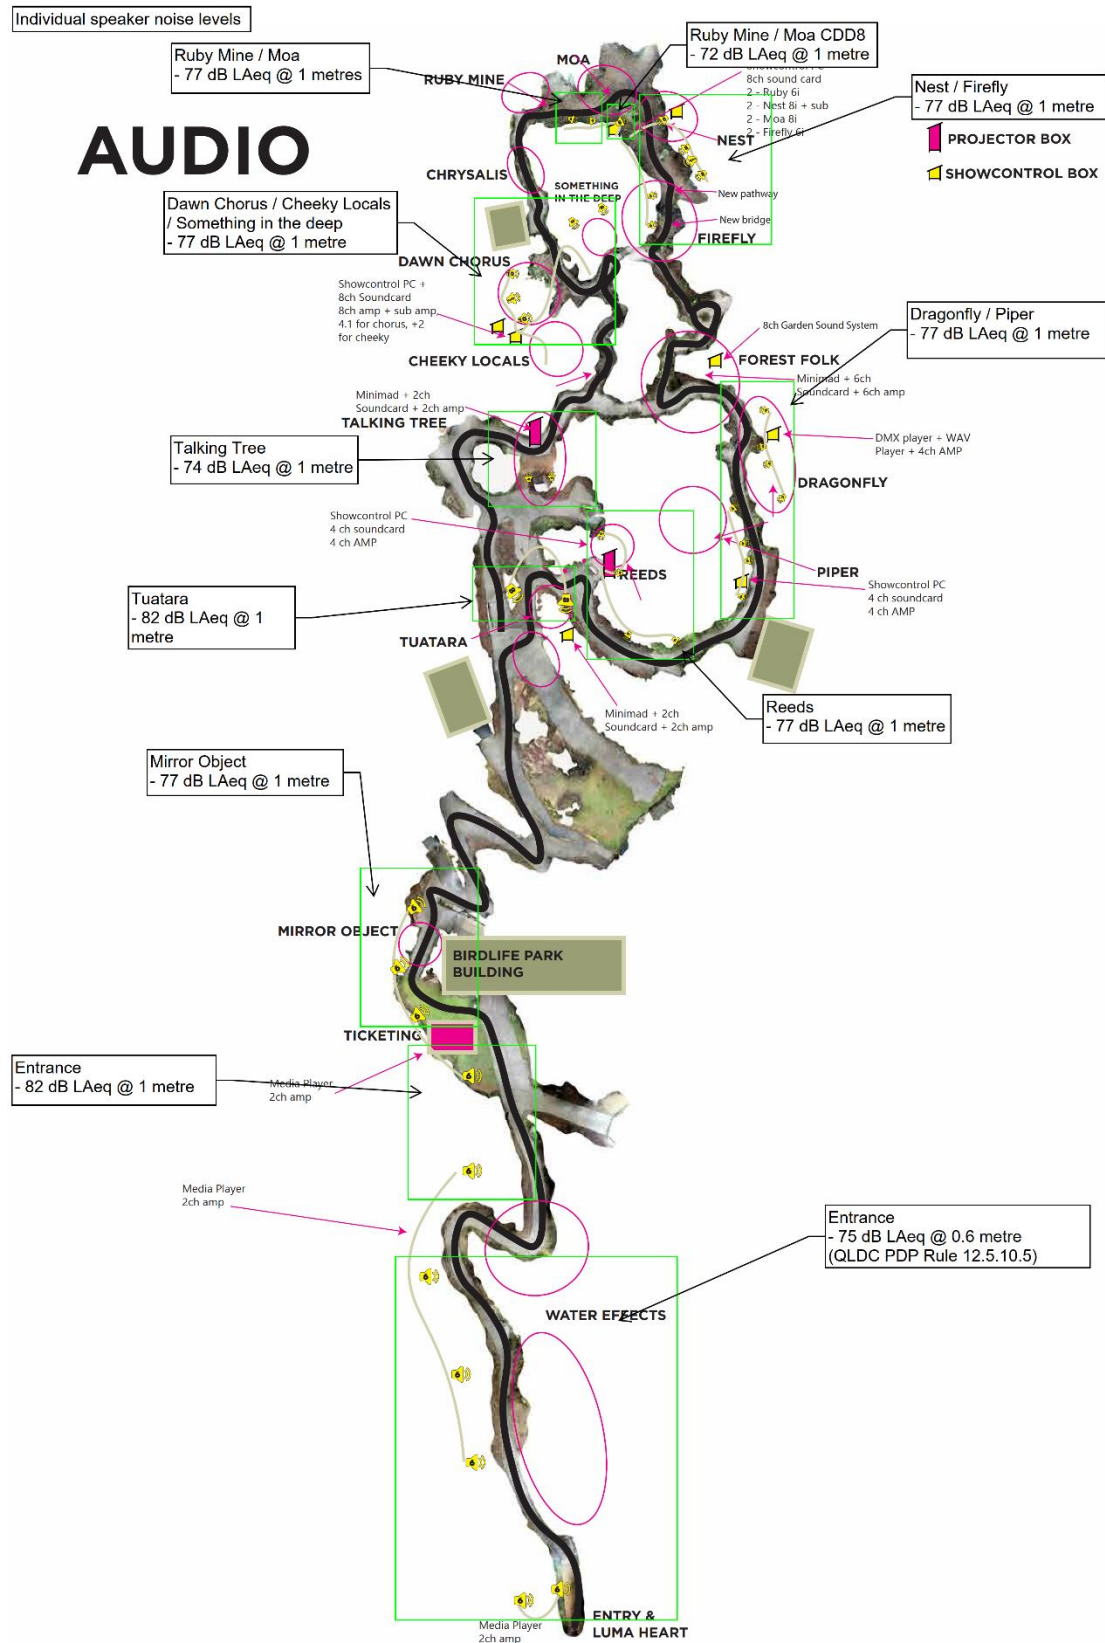 Individual speaker noise levels
Ruby Mine / Moa
- 77 dB LAeq @ 1 metres
Ruby Mine / Moa CDD8
- 72 dB LAeq @ 1 metre
MOA
RUBY MINE
8ch sound card
2 - Ruby 6i
2 - Nest 8i + sub
2 - Moa 8i
2 - Firefly 6i
Nest / Firefly
- 77 dB LAeq @ 1 metre
PROJECTOR BOX
SHOWCONTROL BOX
AUDIO
NEST
CHRYSALIS
SOMETHING
IN THE DEEP
New pathway
New bridge
FIREFLY
Dawn Chorus / Cheeky Locals
/ Something in the deep
- 77 dB LAeq @ 1 metre
DAWN CHORUS
Showcontrol PC +
8ch Soundcard
8ch amp + sub amp
4.1 for chorus, +2
for cheeky
CHEEKY LOCALS
Dragonfly / Piper
- 77 dB LAeq @ 1 metre
8ch Garden Sound System
FOREST FOLK
Minimad + 6ch
Soundcard + 6ch amp
Minimad + 2ch
Soundcard + 2ch amp
TALKING TREE
Talking Tree
- 74 dB LAeq @ 1 metre
DMX player + WAV
Player + 4ch AMP
DRAGONFLY
Showcontrol PC
4 ch soundcard
4 ch AMP
REEDS
PIPER
Showcontrol PC
4 ch soundcard
4 ch AMP
Tuatara
- 82 dB LAeq @ 1
metre
TUATARA
Minimad + 2ch
Soundcard + 2ch amp
Reeds
- 77 dB LAeq @ 1 metre
Mirror Object
- 77 dB LAeq @ 1 metre
MIRROR OBJECT
BIRDLIFE PARK
BUILDING
TICKETING
Entrance
- 82 dB LAeq @ 1 metre
Media Player
2ch amp
Media Player
2ch amp
Entrance
- 75 dB LAeq @ 0.6 metre
(QLDC PDP Rule 12.5.10.5)
WATER EFFECTS
ENTRY &
LUMA HEART
Media Player
2ch amp